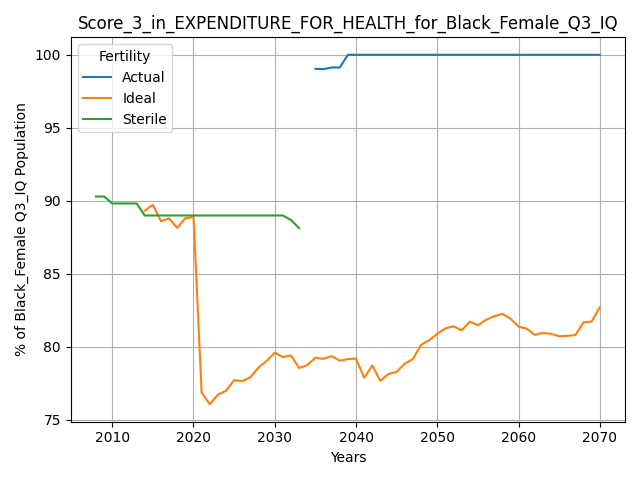 Score_3_in_EXPENDITURE_FOR_HEALTH_for_Black_Female_Q3_IQ
Fertility
Actual
Ideal
Sterile
% of Black_Female Q3_IQ Population
100
95
90
85
80
75
2010 2020 2030 2040 2050 2060 2070
Years